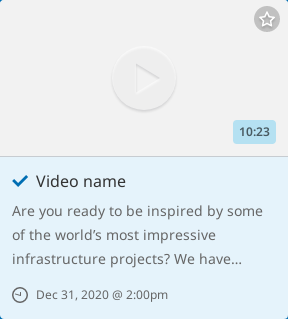 10:23
Video name
Are you ready to be inspired by some
of the world’s most impressive
infrastructure projects? We have...
Dec 31, 2020 @ 2:00pm